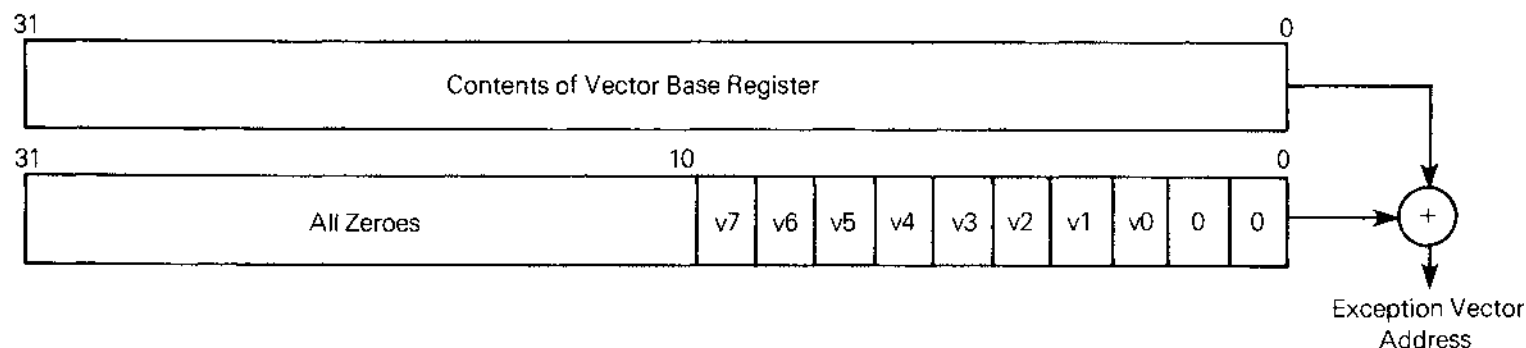 31 0
Contents of Vector Base Register
31 10 0
All Zeroes v7 v6 v5 v4 v3 v2 v1 v0 0 0 +
Exception Vector
Address